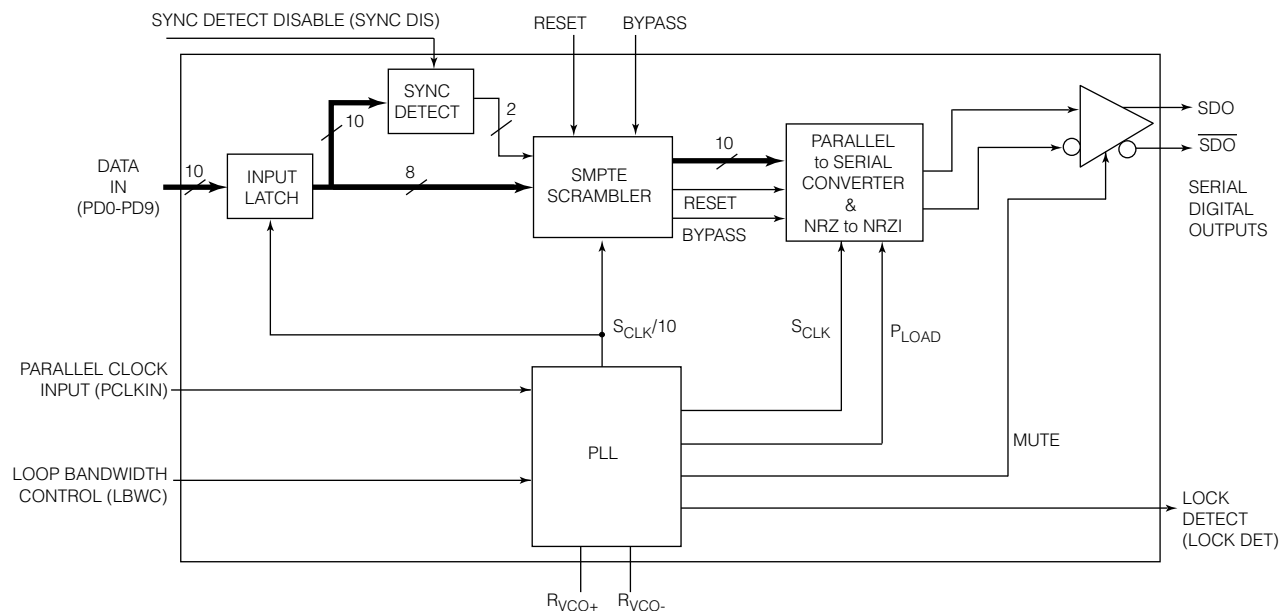 SYNC DETECT DISABLE (SYNC DIS)
RESET
BYPASS
SYNC
DETECT
2
10
DATA
IN
(PD0-PD9)
10
INPUT
LATCH
8
SMPTE
SCRAMBLER
10
RESET
BYPASS
PARALLEL
to SERIAL
CONVERTER
&
NRZ to NRZI
SDO
SDO
SERIAL
DIGITAL
OUTPUTS
SCLK/10
SCLK
PLOAD
PARALLEL CLOCK
INPUT (PCLKIN)
PLL
MUTE
LOOP BANDWIDTH
CONTROL (LBWC)
LOCK
DETECT
(LOCK DET)
RVCO+
RVCO-